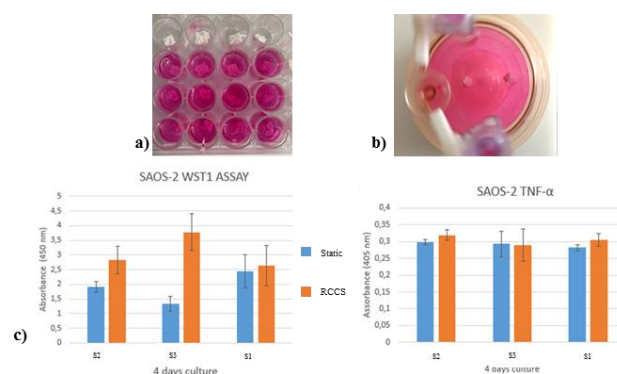 a)
b)
SAOS-2 WST1 ASSAY
Absorbance (450 nm)
5
4,5
4
3,5
3
2,5
2
1,5
1
0,5
0
S2
S3
S1
4 days culture
Static
RCCS
SAOS-2 TNF-α
Assorbance (405 nm)
0,4
0,35
0,3
0,25
0,2
0,15
0,1
0,05
0
S2
S3
S1
4 days culture
c)